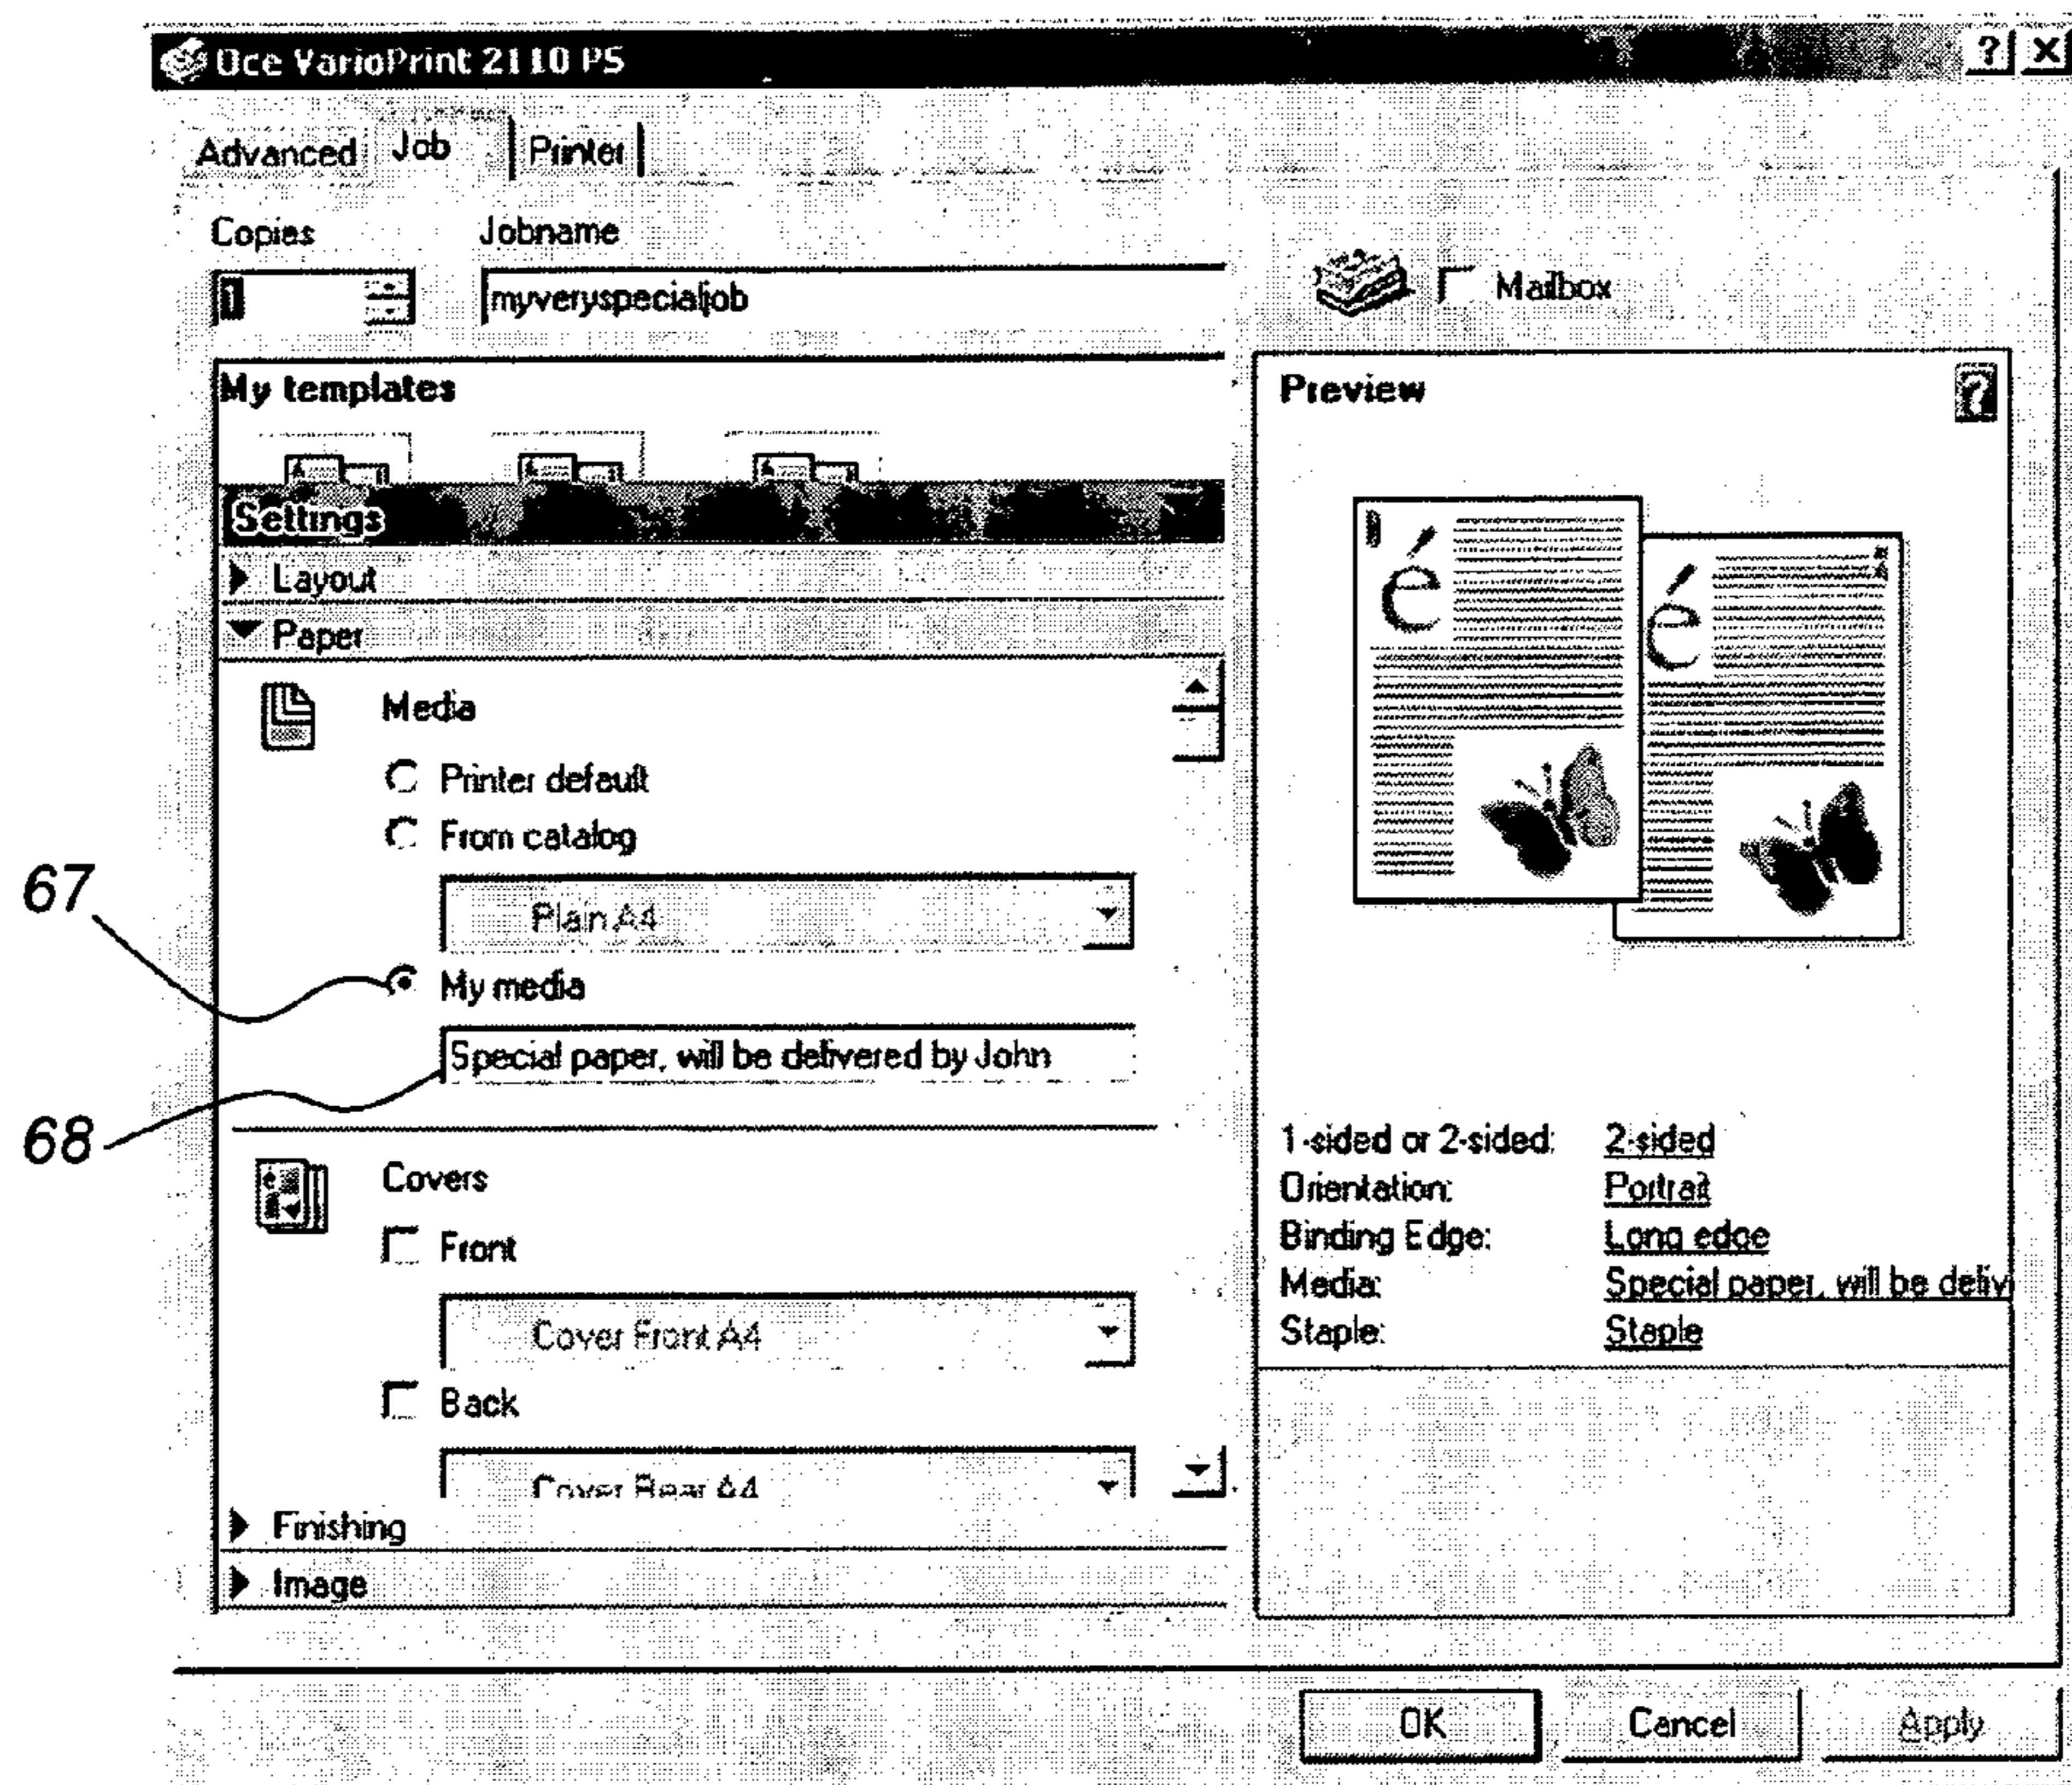 Oce VarioPrint 2110 PS
? X
Advanced Job Printer
Copies Jobname
1 myveryspecialjob
Mailbox
My templates
Settings
Layout
Paper
Media
Printer default
From catalog
Plain A4
67
My media
Special paper, will be delivered by John
68
Covers
Front
Cover Front A4
Back
Cover Rear A4
Finishing
Image
Preview ?
é é
1-sided or 2-sided: 2-sided
Orientation: Portrait
Binding Edge: Long edge
Media: Special paper, will be deliv
Staple: Staple
OK Cancel Apply